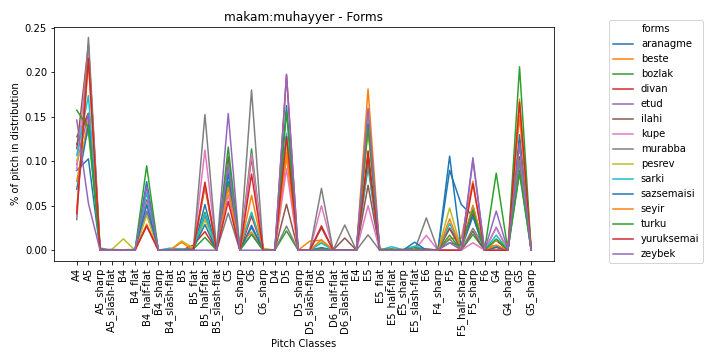 makam:muhayyer - Forms
% of pitch in distribution
0.25
0.20
0.15
0.10
0.05
0.00
A4
A5
A5_sharp
A5_slash-flat
B4
B4_flat
B4_half-flat
B4_sharp
B4_slash-flat
B5
B5_flat
B5_half-flat
B5_slash-flat
C5
C5_sharp
C6
C6_sharp
D4
D5
D5_sharp
D5_slash-flat
D6
D6_half-flat
D6_slash-flat
E4
E5
E5_flat
E5_half-flat
E5_sharp
E5_slash-flat
E6
F4_sharp
F5
F5_half-sharp
F5_sharp
F6
G4
G4_sharp
G5
G5_sharp
Pitch Classes
forms
aranagme
beste
bozlak
divan
etud
ilahi
kupe
murabba
pesrev
sarki
sazsemaisi
seyir
turku
yuruksemai
zeybek